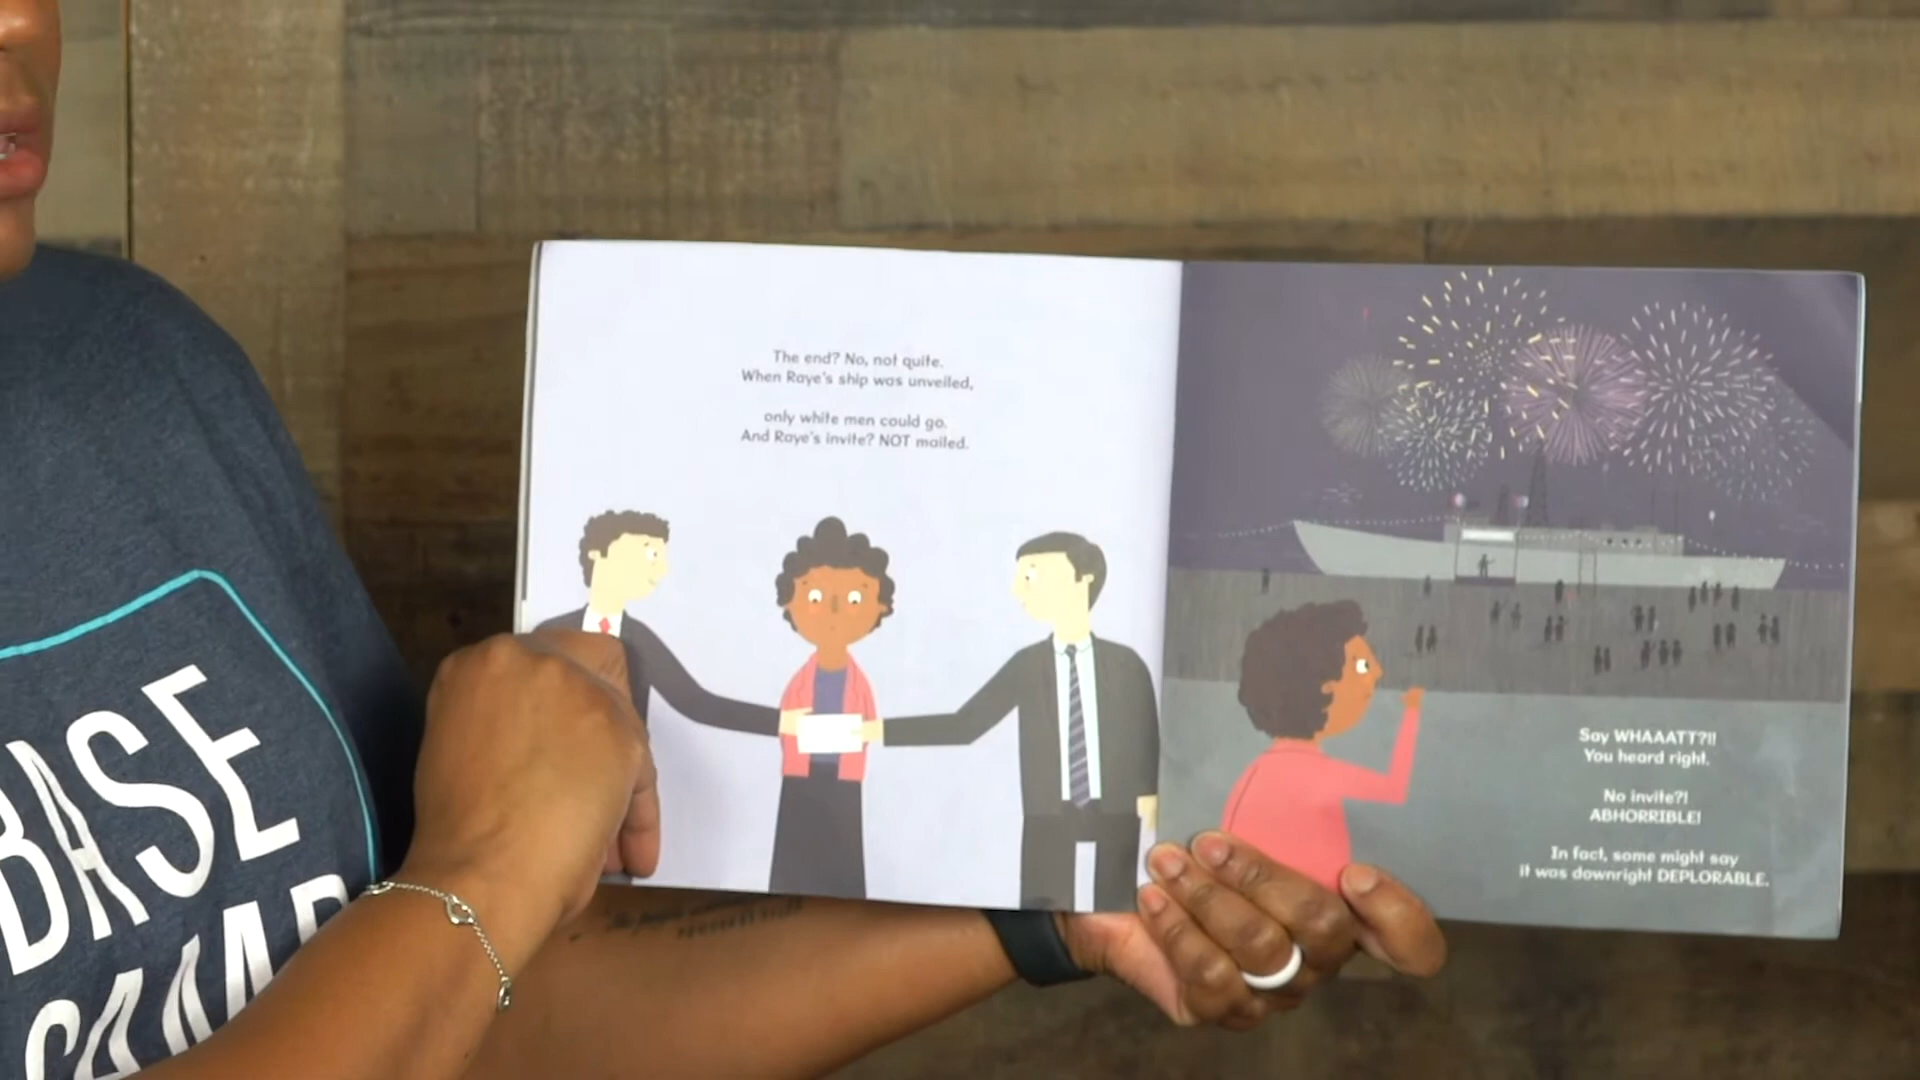 The end? No, not quite.
When Raye's ship was unveiled,
only white men could go.
And Raye's invite? NOT mailed.
Say WHAAATT?!!
You heard right.
No invite?!
ABHORRIBLE!
In fact, some might say
it was downright DEPLORABLE.
BASE
CAMP